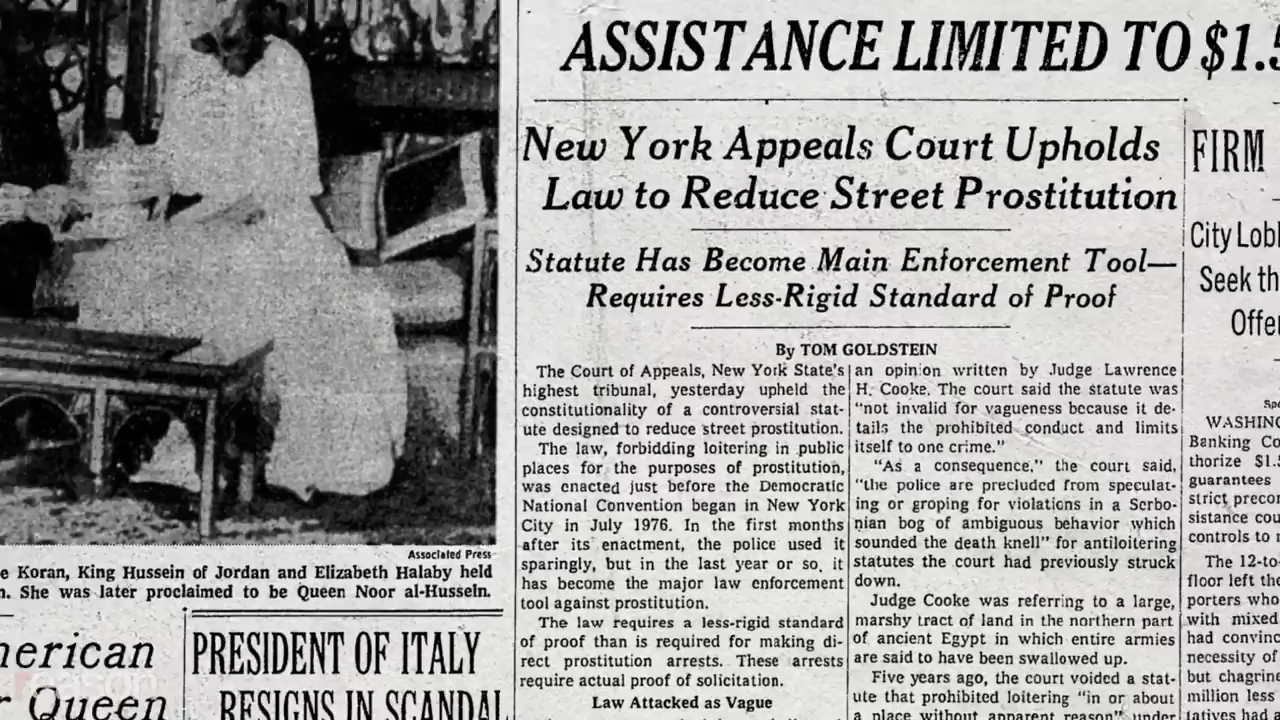 ASSISTANCE LIMITED TO $1.5
New York Appeals Court Upholds
Law to Reduce Street Prostitution
Statute Has Become Main Enforcement Tool—
Requires Less-Rigid Standard of Proof
By TOM GOLDSTEIN
The Court of Appeals, New York State's
highest tribunal, yesterday upheld the
constitutionality of a controversial stat-
ute designed to reduce street prostitution.
The law, forbidding loitering in public
places for the purposes of prostitution,
was enacted just before the Democratic
National Convention began in New York
City in July 1976. In the first months
after its enactment, the police used it
sparingly, but in the last year or so, it
has become the major law enforcement
tool against prostitution.
The law requires a less-rigid standard
of proof than is required for making di-
rect prostitution arrests. These arrests
require actual proof of solicitation.
Law Attacked as Vague
an opinion written by Judge Lawrence
H. Cooke. The court said the statute was
"not invalid for vagueness because it de-
tails the prohibited conduct and limits
itself to one crime."
"As a consequence," the court said,
"the police are precluded from speculat-
ing or groping for violations in a Serbo-
nian bog of ambiguous behavior which
sounded the death knell" for antiloitering
statutes the court had previously struck
down.
Judge Cooke was referring to a large,
marshy tract of land in the northern part
of ancient Egypt in which entire armies
are said to have been swallowed up.
Five years ago, the court voided a stat-
ute that prohibited loitering "in or about
a place without apparent reason" under
FIRM
City Lobl
Seek th
Offer
Spe
WASHING
Banking Co
thorize $1.5
guarantees
strict precon
sistance cou
controls to r
The 12-to-
floor left the
porters who
with mixed
had convinc
necessity of
but chagrine
million less
iatives had a
Associated Press
e Koran, King Hussein of Jordan and Elizabeth Halaby held
n. She was later proclaimed to be Queen Noor al-Hussein.
nerican
r Queen
PRESIDENT OF ITALY
RESIGNS IN SCANDAL
reason